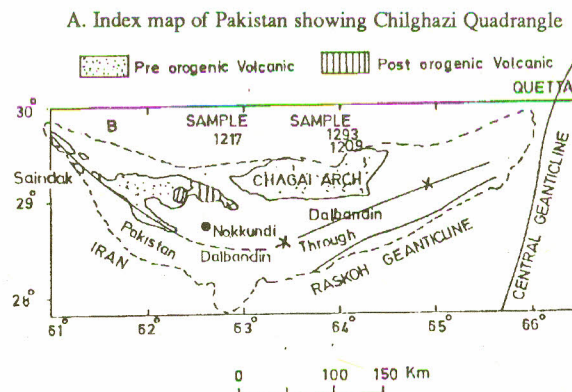 A. Index map of Pakistan showing Chilghazi Quadrangle
Pre orogenic Volcanic
Post orogenic Volcanic
QUETTA
30°
B
SAMPLE
1217
SAMPLE
1293
1209
Saindak
29°
CHAGAI ARCH
Dalbandin
Nokkundi
Pakistan
Dalbandin
Through
IRAN
RASKOH GEANTICLINE
CENTRAL GEANTICLINE
28°
61°
62°
63°
64°
65°
66°
0
100
150 Km